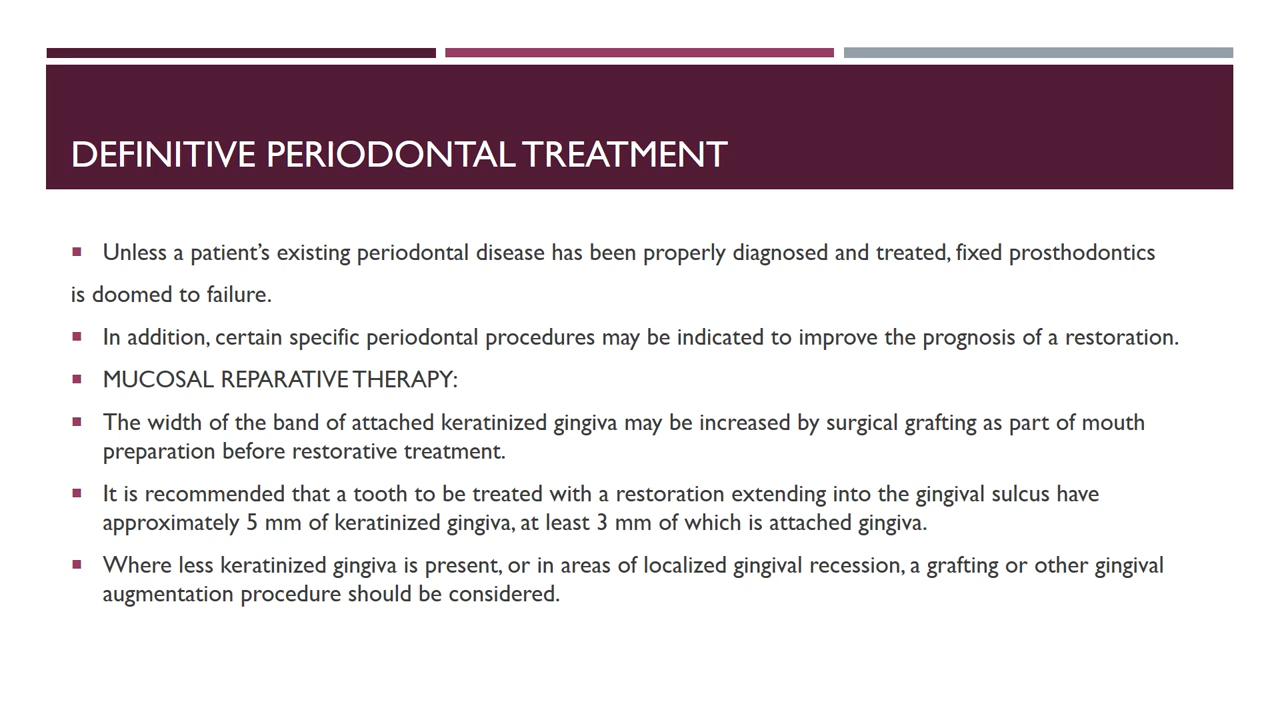 DEFINITIVE PERIODONTAL TREATMENT
Unless a patient’s existing periodontal disease has been properly diagnosed and treated, fixed prosthodontics
is doomed to failure.
In addition, certain specific periodontal procedures may be indicated to improve the prognosis of a restoration.
MUCOSAL REPARATIVE THERAPY:
The width of the band of attached keratinized gingiva may be increased by surgical grafting as part of mouth
preparation before restorative treatment.
It is recommended that a tooth to be treated with a restoration extending into the gingival sulcus have
approximately 5 mm of keratinized gingiva, at least 3 mm of which is attached gingiva.
Where less keratinized gingiva is present, or in areas of localized gingival recession, a grafting or other gingival
augmentation procedure should be considered.